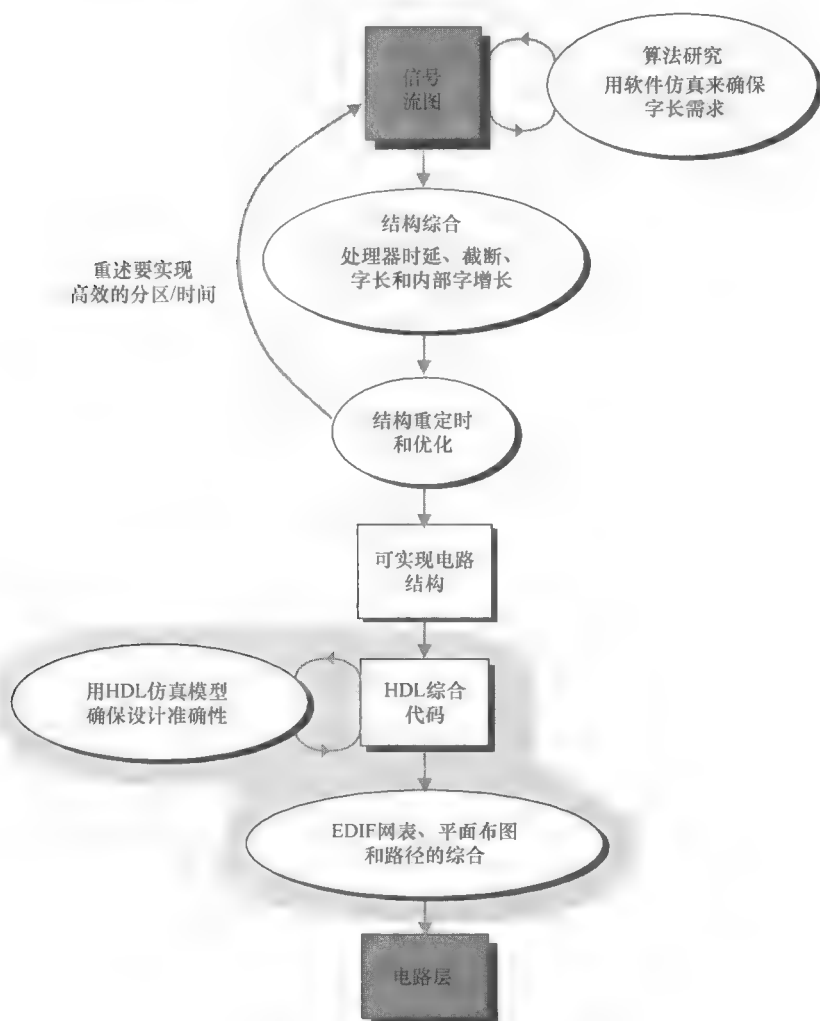 信号
流图
算法研究
用软件仿真来确保
字长需求
结构综合
处理器时延、截断、
字长和内部字增长
重述要实现
高效的分区/时间
结构重定时
和优化
可实现电路
结构
用HDL仿真模型
确保设计准确性
HDL综合
代码
EDIF网表、平面布图
和路径的综合
电路层